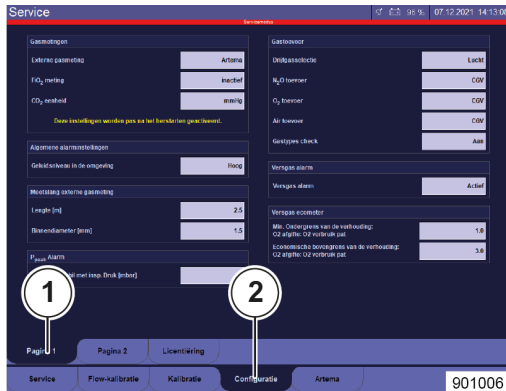 Service
96 % 07.12.2021 14:13:08
Servicemodus
Gasmetingen
Externe gasmeting Artema
FiO2 meting inactief
CO2 eenheid mmHg
Deze instellingen worden pas na het herstarten geactiveerd.
Algemene alarminstellingen
Geluidsniveau in de omgeving Hoog
Meetslang externe gasmeting
Lengte [m] 2.5
Binnendiameter [mm] 1.5
Ppeak Alarm
met insp. Druk [mbar]
Gastoevoer
Drijfgasselectie Lucht
N2O toevoer CGV
O2 toevoer CGV
Air toevoer CGV
Gastypes check Aan
Versgas alarm
Versgas alarm Actief
Versgas ecometer
Min. Ondergrens van de verhouding:
O2 afgifte: O2 verbruik pat 1.0
Economische bovengrens van de verhouding:
O2 afgifte: O2 verbruik pat
1
2
Pagina 1 Pagina 2 Licentiëring
Service Flow-kalibratie Kalibratie Configuratie Artema
901006